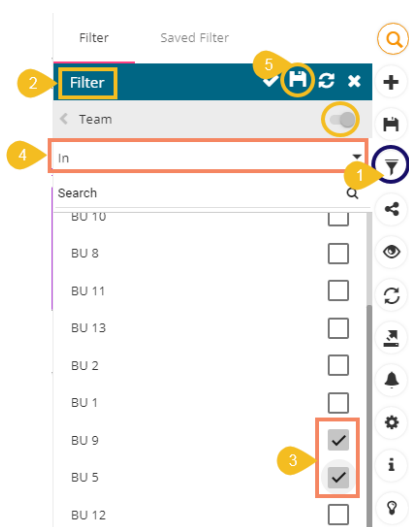 Filter Saved Filter
5
2 Filter
Team
4
In
1
Search
BU 10
BU 8
BU 11
BU 13
BU 2
BU 1
BU 9
3
BU 5
BU 12